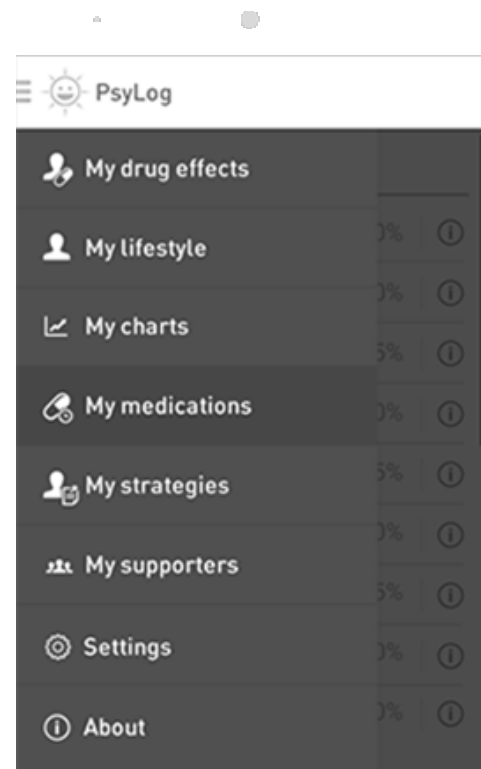 PsyLog
My drug effects
My lifestyle
My charts
My medications
My strategies
My supporters
Settings
About